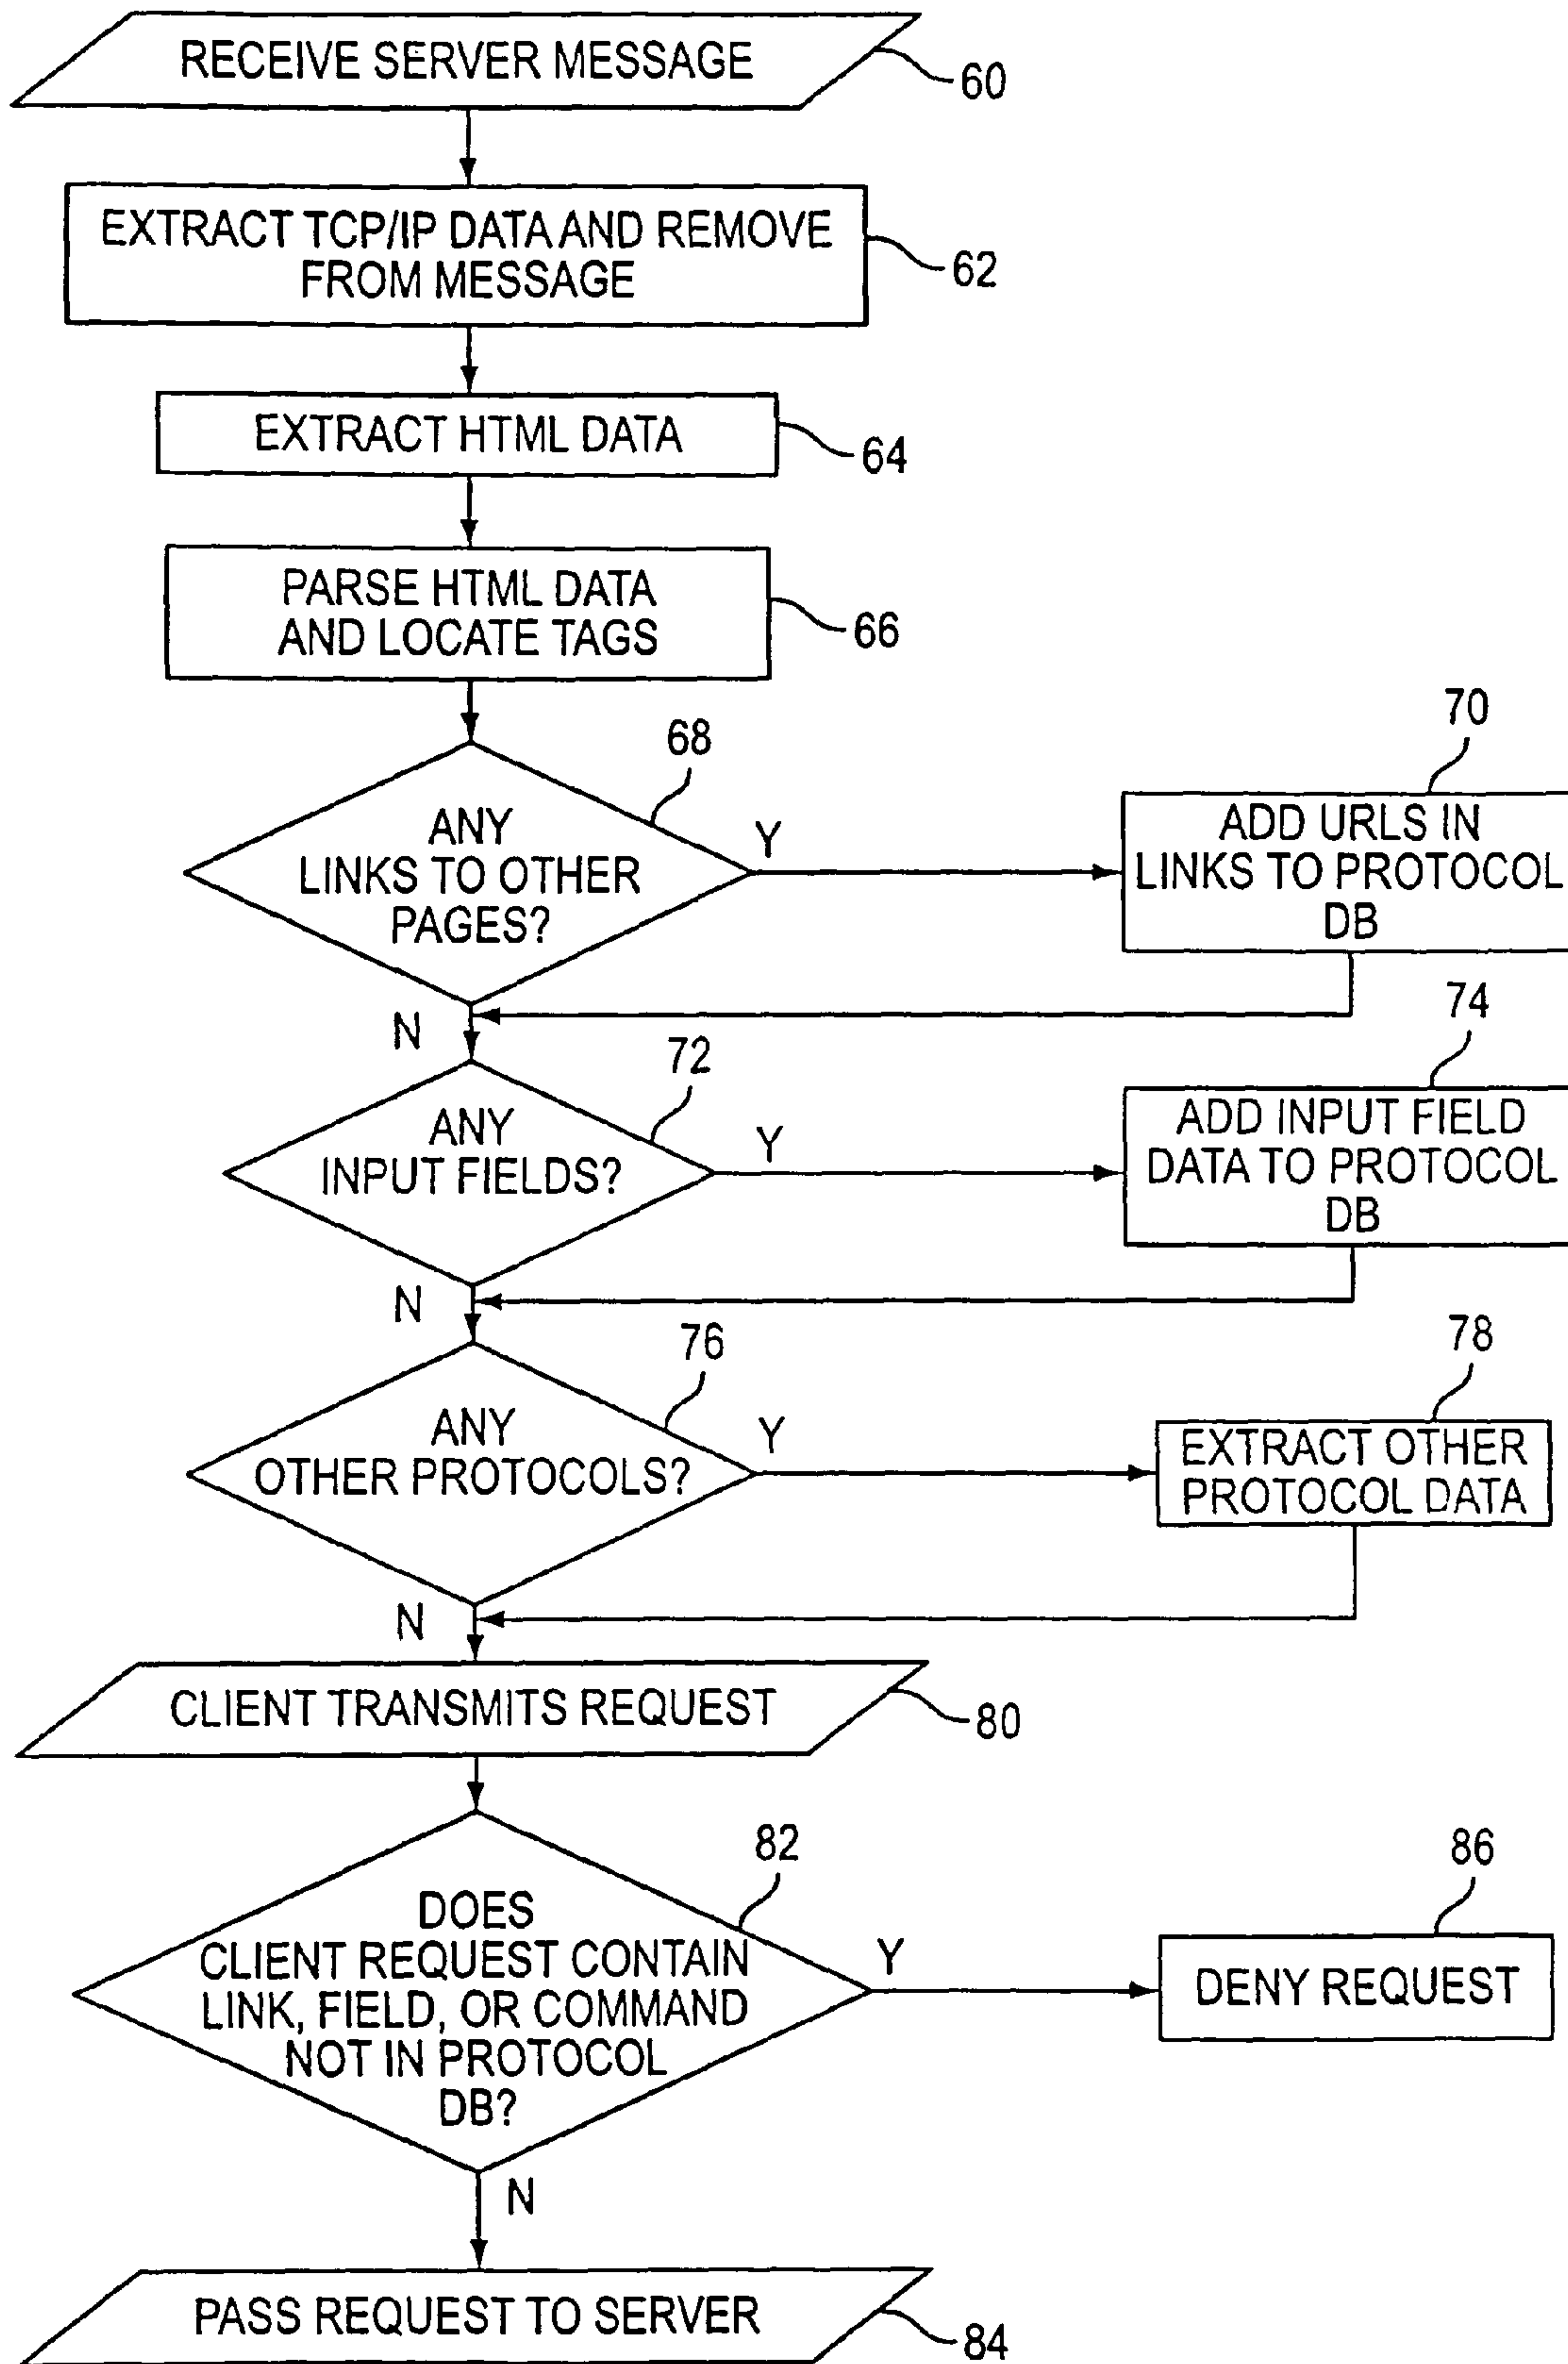 RECEIVE SERVER MESSAGE
60
EXTRACT TCP/IP DATA AND REMOVE
FROM MESSAGE
62
EXTRACT HTML DATA
64
PARSE HTML DATA
AND LOCATE TAGS
66
68
ANY
LINKS TO OTHER
PAGES?
Y
N
70
ADD URLS IN
LINKS TO PROTOCOL
DB
72
ANY
INPUT FIELDS?
Y
N
74
ADD INPUT FIELD
DATA TO PROTOCOL
DB
76
ANY
OTHER PROTOCOLS?
Y
N
78
EXTRACT OTHER
PROTOCOL DATA
CLIENT TRANSMITS REQUEST
80
82
DOES
CLIENT REQUEST CONTAIN
LINK, FIELD, OR COMMAND
NOT IN PROTOCOL
DB?
Y
N
86
DENY REQUEST
PASS REQUEST TO SERVER
84